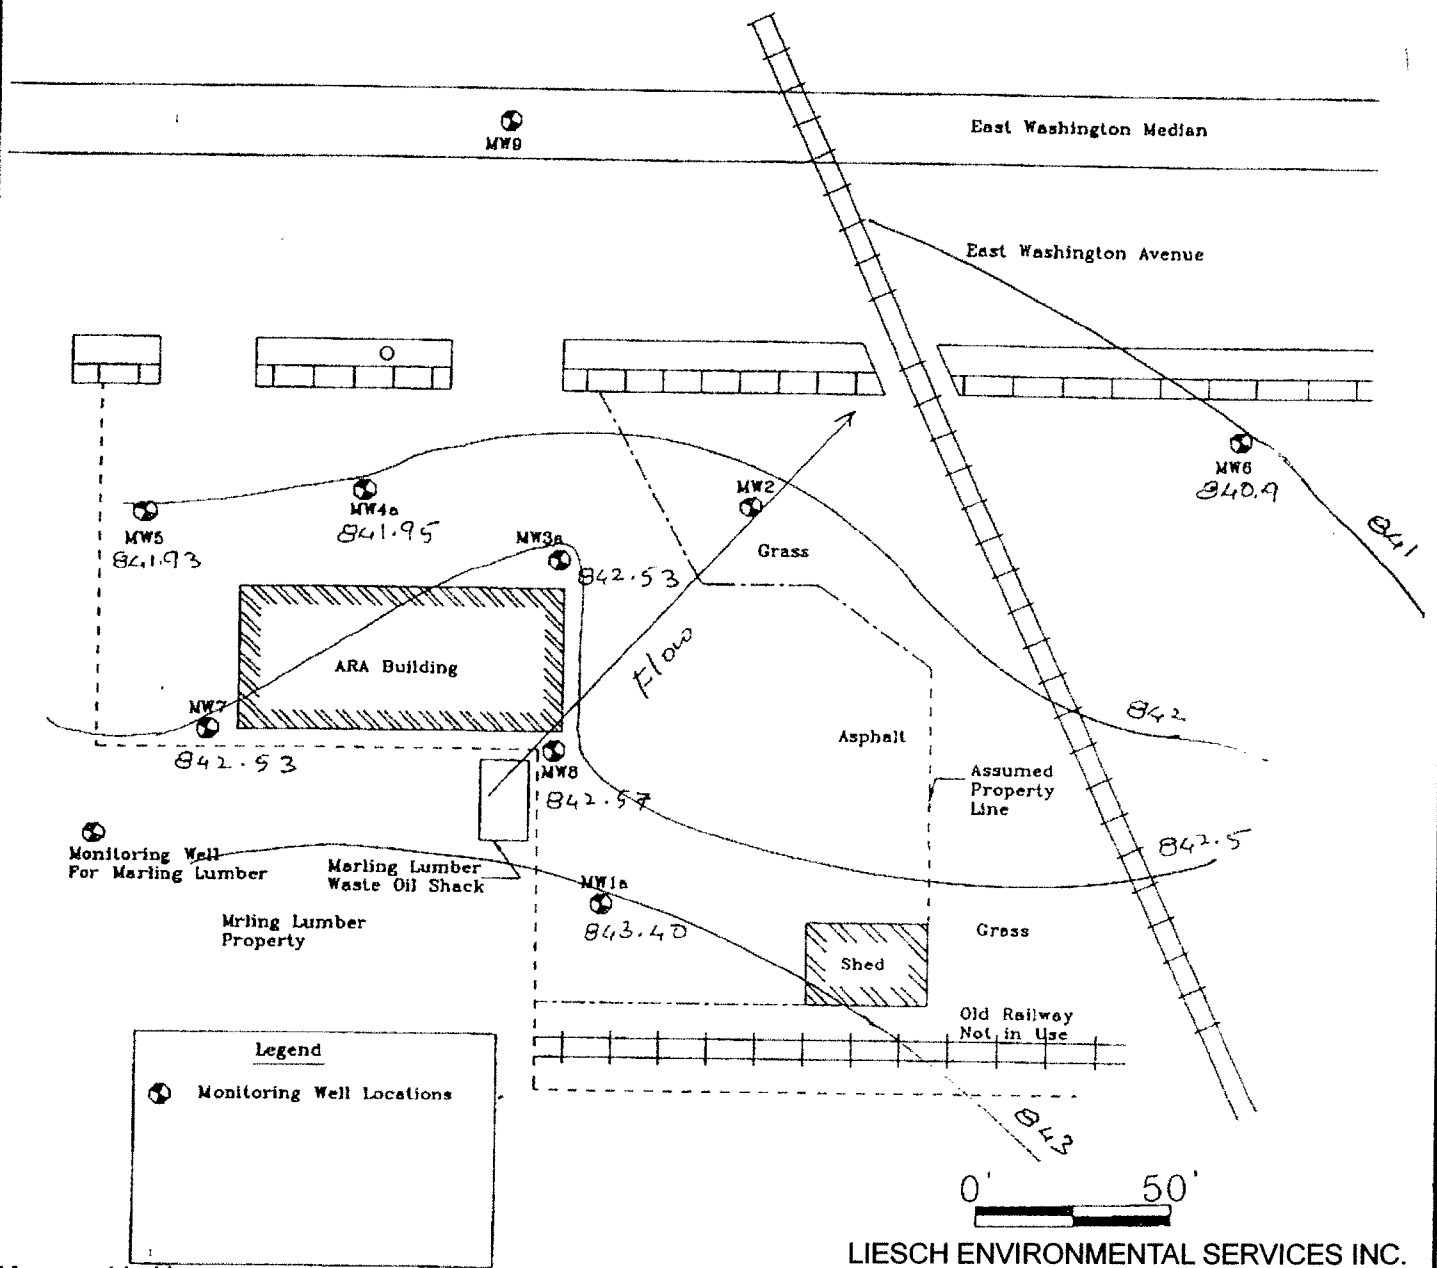 MW9
East Washington Median
East Washington Avenue
MW6
840.9
MW2
MW4a
841.95
MW5
841.93
MW3a
842.53
Grass
841
Flow
ARA Building
MW7
842.53
842
Asphalt
MW8
842.57
Assumed
Property
Line
842.5
Monitoring Well
For Marling Lumber
Marling Lumber
Waste Oil Shack
MW1a
843.40
Mrling Lumber
Property
Grass
Shed
Old Railway
Not in Use
Legend
Monitoring Well Locations
843
0' 50'
LIESCH ENVIRONMENTAL SERVICES INC.